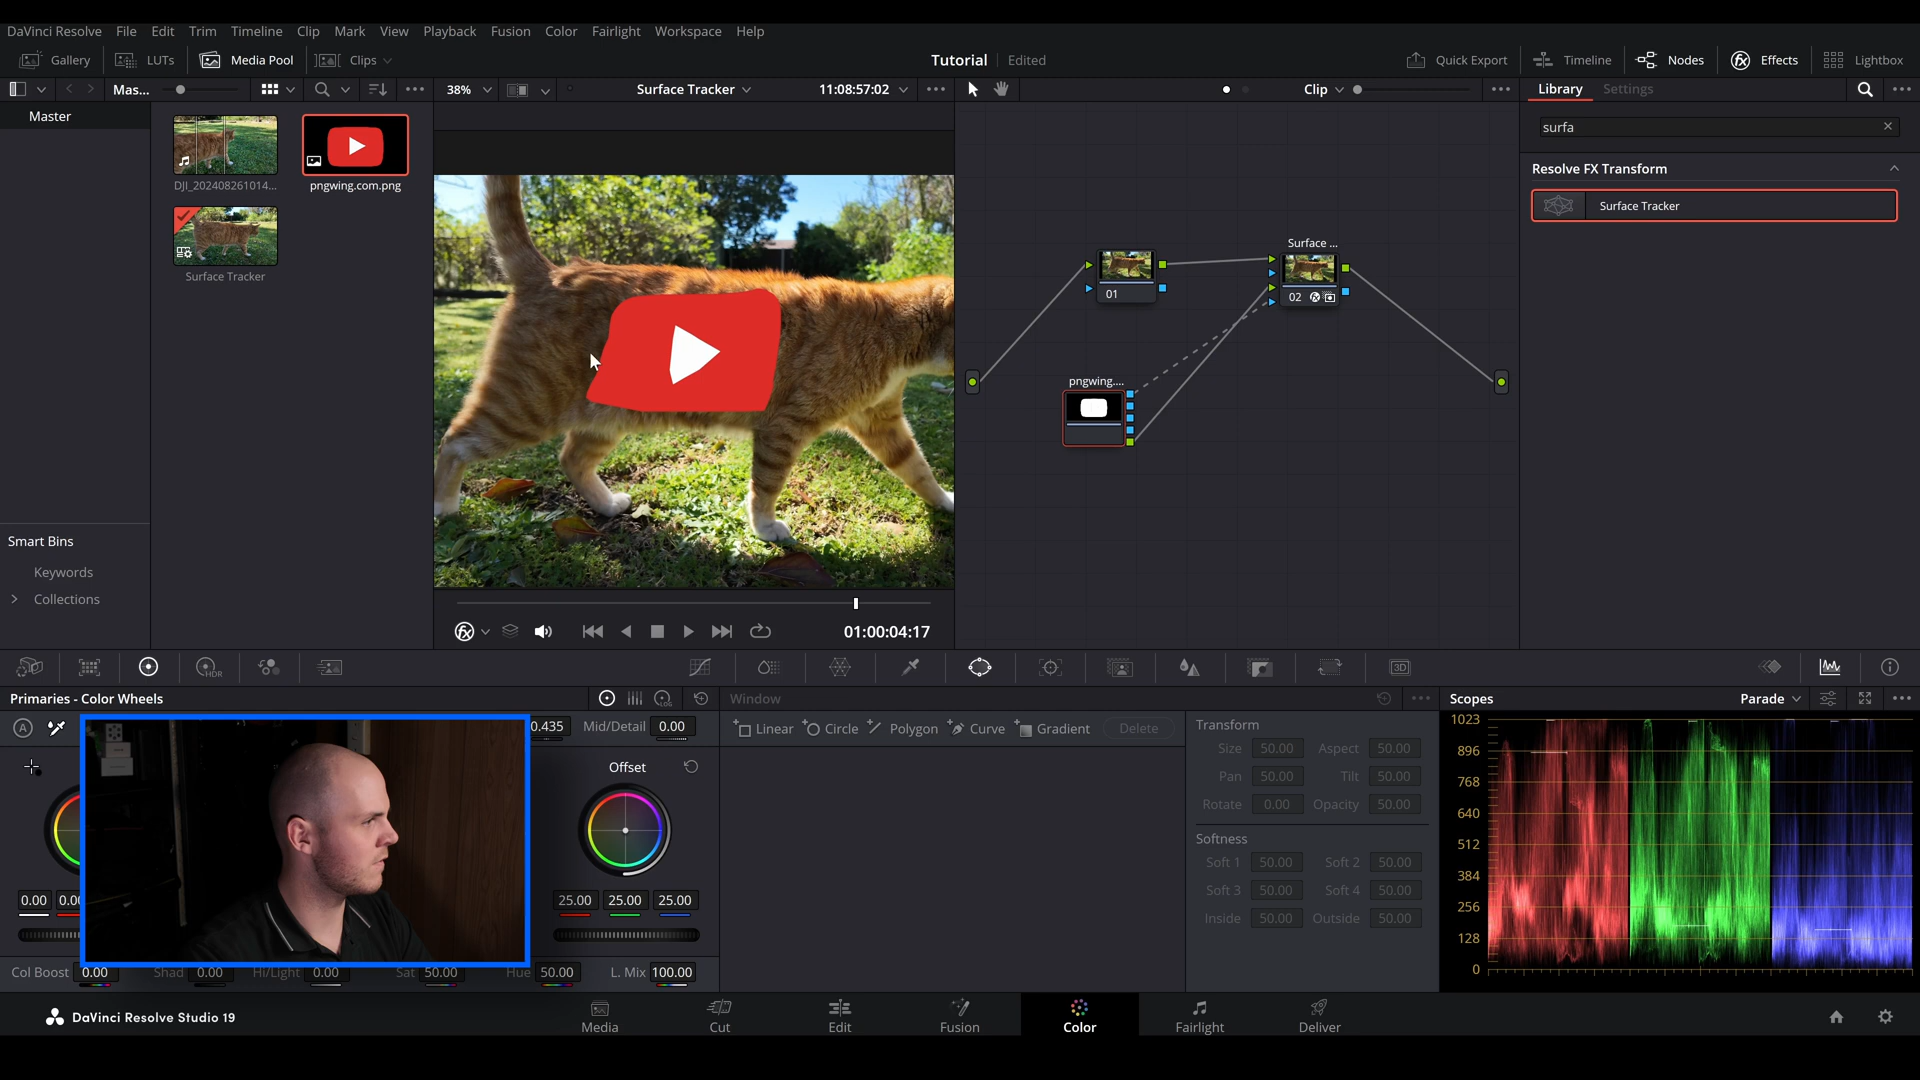 DaVinci Resolve File Edit Trim Timeline Clip Mark View Playback Fusion Color Fairlight Workspace Help
Gallery LUTs Media Pool Clips Tutorial Edited Quick Export Timeline Nodes Effects Lightbox
Mas... 38% Surface Tracker 11:08:57:02 Clip Library Settings
Master
surfa
Resolve FX Transform
Surface Tracker
DJI_202408261014... pngwing.com.png
Surface Tracker
Surface ...
01
02
pngwing....
Smart Bins
Keywords
Collections
01:00:04:17
HDR
3D
Primaries - Color Wheels
LOG
Window
Scopes Parade
A
0.435 Mid/Detail 0.00
Linear Circle Polygon Curve Gradient Delete
Offset
0.00 0.00
25.00 25.00 25.00
Col Boost 0.00 Shad 0.00 Hi/Light 0.00 Sat 50.00 Hue 50.00 L. Mix 100.00
Transform
Size 50.00 Aspect 50.00
Pan 50.00 Tilt 50.00
Rotate 0.00 Opacity 50.00
Softness
Soft 1 50.00 Soft 2 50.00
Soft 3 50.00 Soft 4 50.00
Inside 50.00 Outside 50.00
1023
896
768
640
512
384
256
128
0
DaVinci Resolve Studio 19
Media Cut Edit Fusion Color Fairlight Deliver